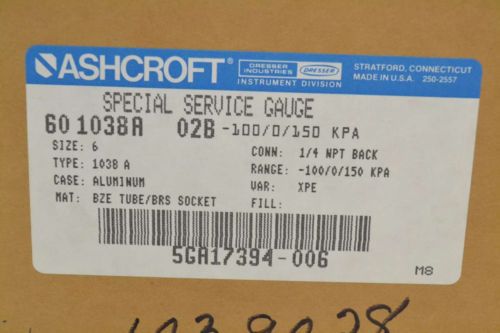 ASHCROFT®
DRESSER INDUSTRIES
DRESSER
INSTRUMENT DIVISION
STRATFORD, CONNECTICUT
MADE IN U.S.A. 250-2557
SPECIAL SERVICE GAUGE
60 1038A 02B -100/0/150 KPA
SIZE: 6 CONN: 1/4 NPT BACK
TYPE: 1038 A RANGE: -100/0/150 KPA
CASE: ALUMINUM VAR: XPE
MAT: BZE TUBE/BRS SOCKET FILL:
5GA17394-006
M8